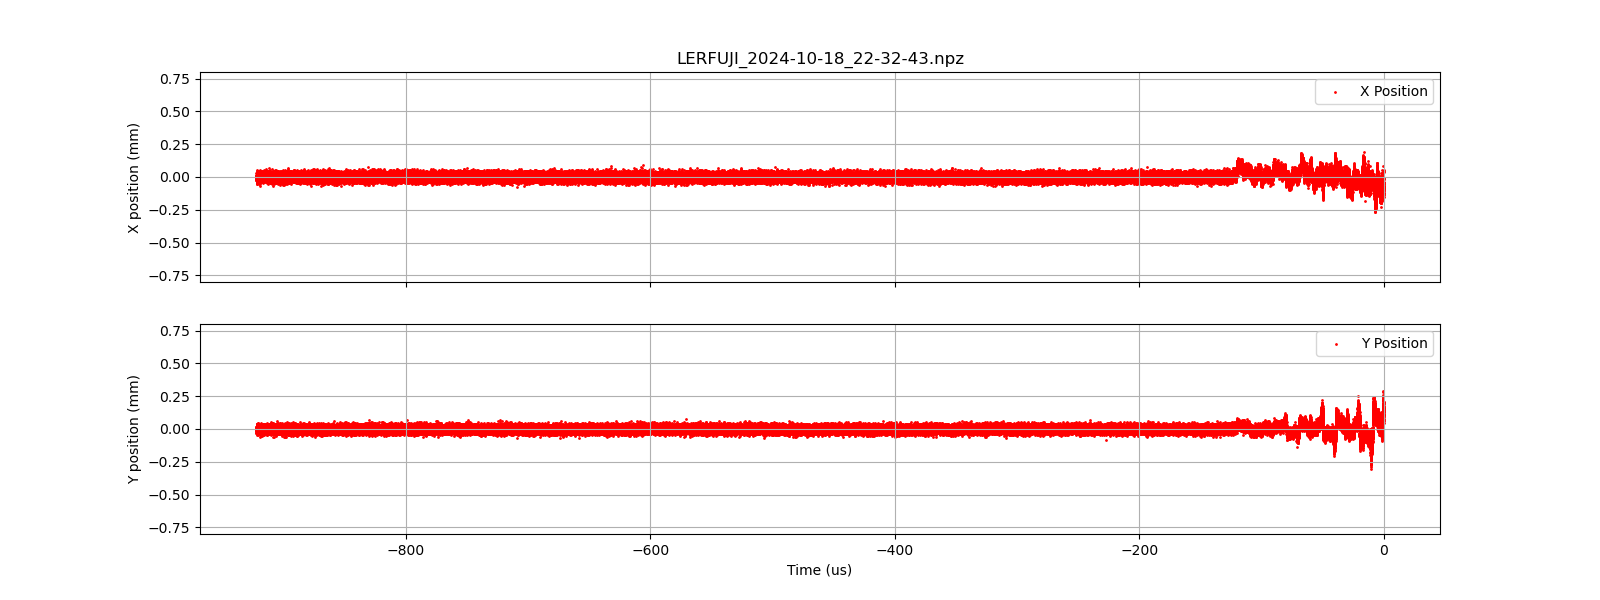 LERFUJI_2024-10-18_22-32-43.npz
X position (mm)
0.75
0.50
0.25
0.00
−0.25
−0.50
−0.75
X Position
Y position (mm)
0.75
0.50
0.25
0.00
−0.25
−0.50
−0.75
Y Position
−800 −600 −400 −200 0
Time (us)